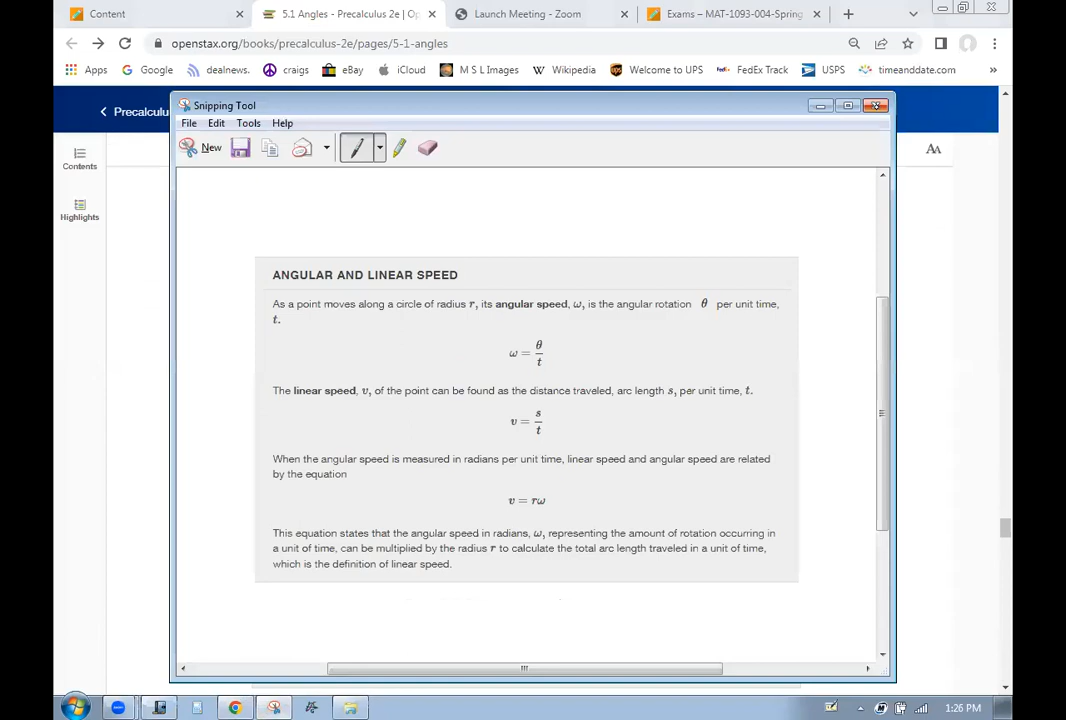 Content
5.1 Angles - Precalculus 2e | Op
Launch Meeting - Zoom
Exams – MAT-1093-004-Spring
openstax.org/books/precalculus-2e/pages/5-1-angles
Apps Google dealnews. craigs eBay iCloud M S L Images Wikipedia Welcome to UPS FedEx Track USPS timeanddate.com »
Precalculu
Snipping Tool
File Edit Tools Help
New
Contents
Highlights
AA
ANGULAR AND LINEAR SPEED
As a point moves along a circle of radius r, its angular speed, ω, is the angular rotation θ per unit time,
t.
ω = θ/t
The linear speed, v, of the point can be found as the distance traveled, arc length s, per unit time, t.
v = s/t
When the angular speed is measured in radians per unit time, linear speed and angular speed are related
by the equation
v = rω
This equation states that the angular speed in radians, ω, representing the amount of rotation occurring in
a unit of time, can be multiplied by the radius r to calculate the total arc length traveled in a unit of time,
which is the definition of linear speed.
1:26 PM